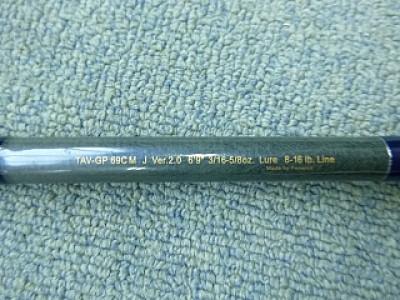 TAV-GP 69CM J Ver.2.0 6'9" 3/16-5/8oz. Lure 8-16 lb. Line
Made by Fenwick